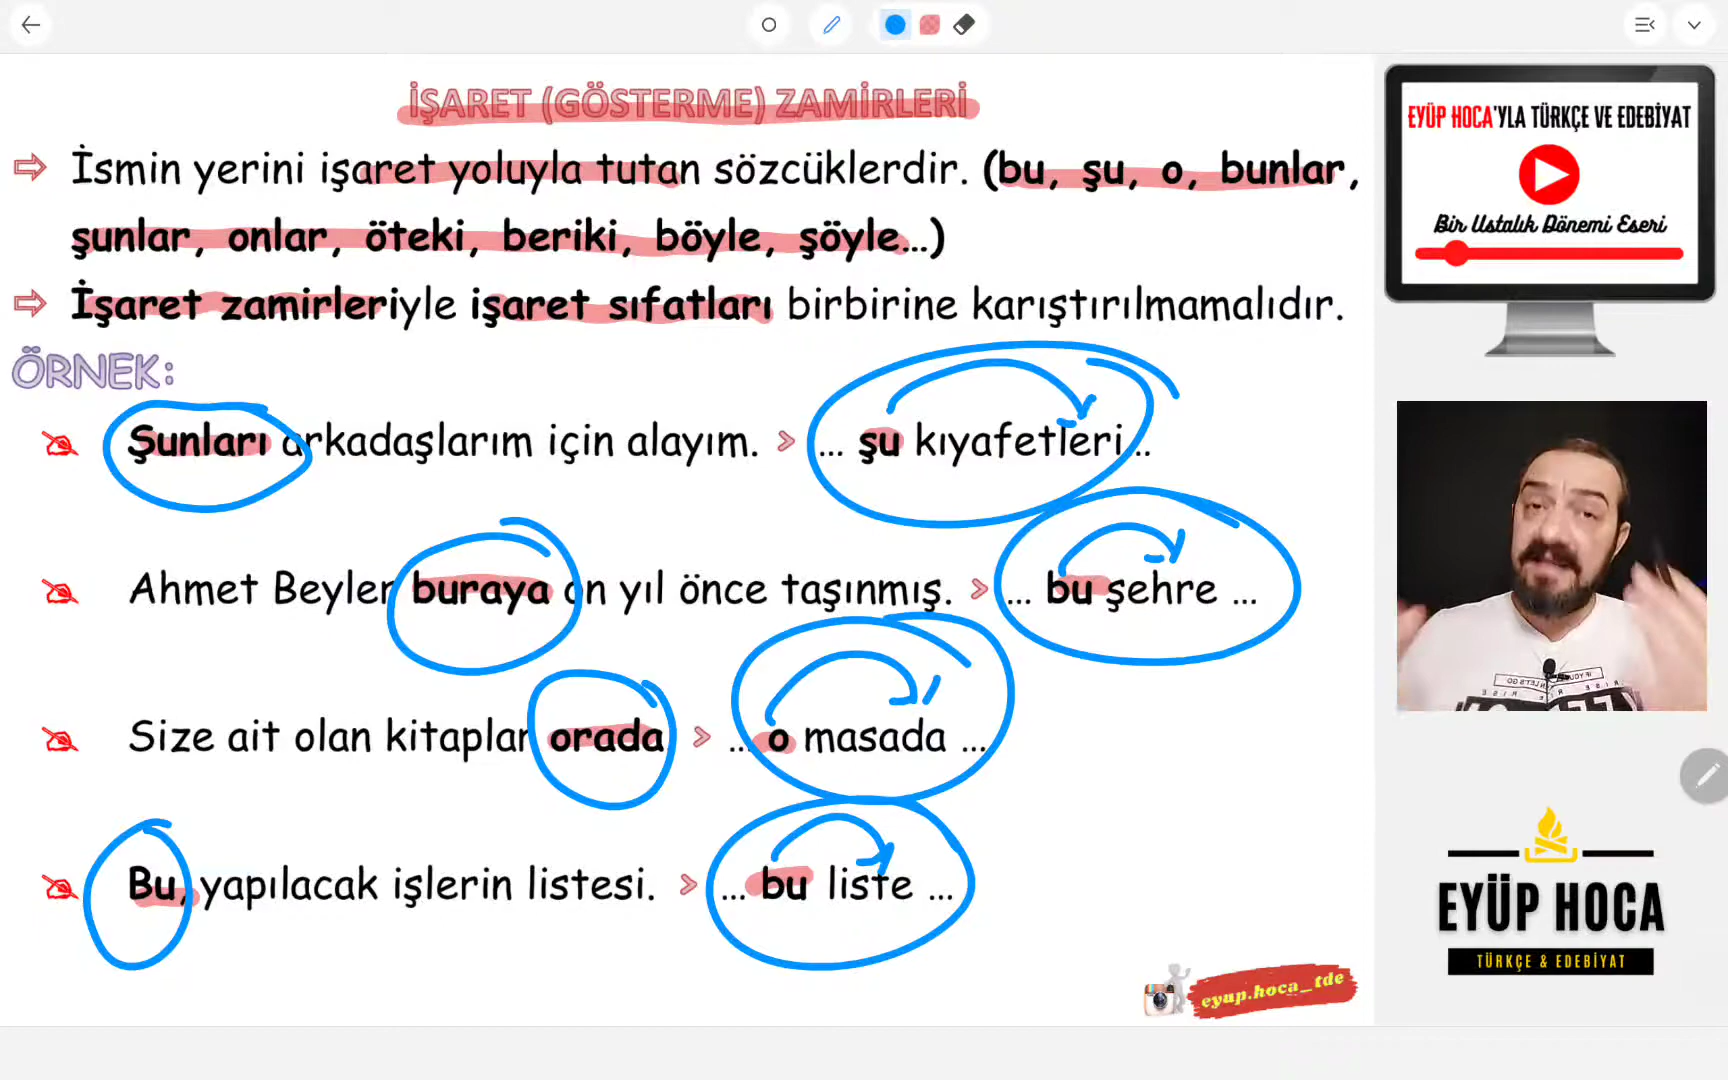 İŞARET (GÖSTERME) ZAMİRLERİ
İsmin yerini işaret yoluyla tutan sözcüklerdir. (bu, şu, o, bunlar,
şunlar, onlar, öteki, beriki, böyle, şöyle...)
İşaret zamirleriyle işaret sıfatları birbirine karıştırılmamalıdır.
ÖRNEK:
Şunları arkadaşlarım için alayım. > ... şu kıyafetleri ...
Ahmet Beyler buraya on yıl önce taşınmış. > ... bu şehre ...
Size ait olan kitaplar orada. > ... o masada ...
Bu, yapılacak işlerin listesi. > ... bu liste ...
eyup.hoca_tde
EYÜP HOCA'YLA TÜRKÇE VE EDEBİYAT
Bir Ustalık Dönemi Eseri
EYÜP HOCA
TÜRKÇE & EDEBİYAT